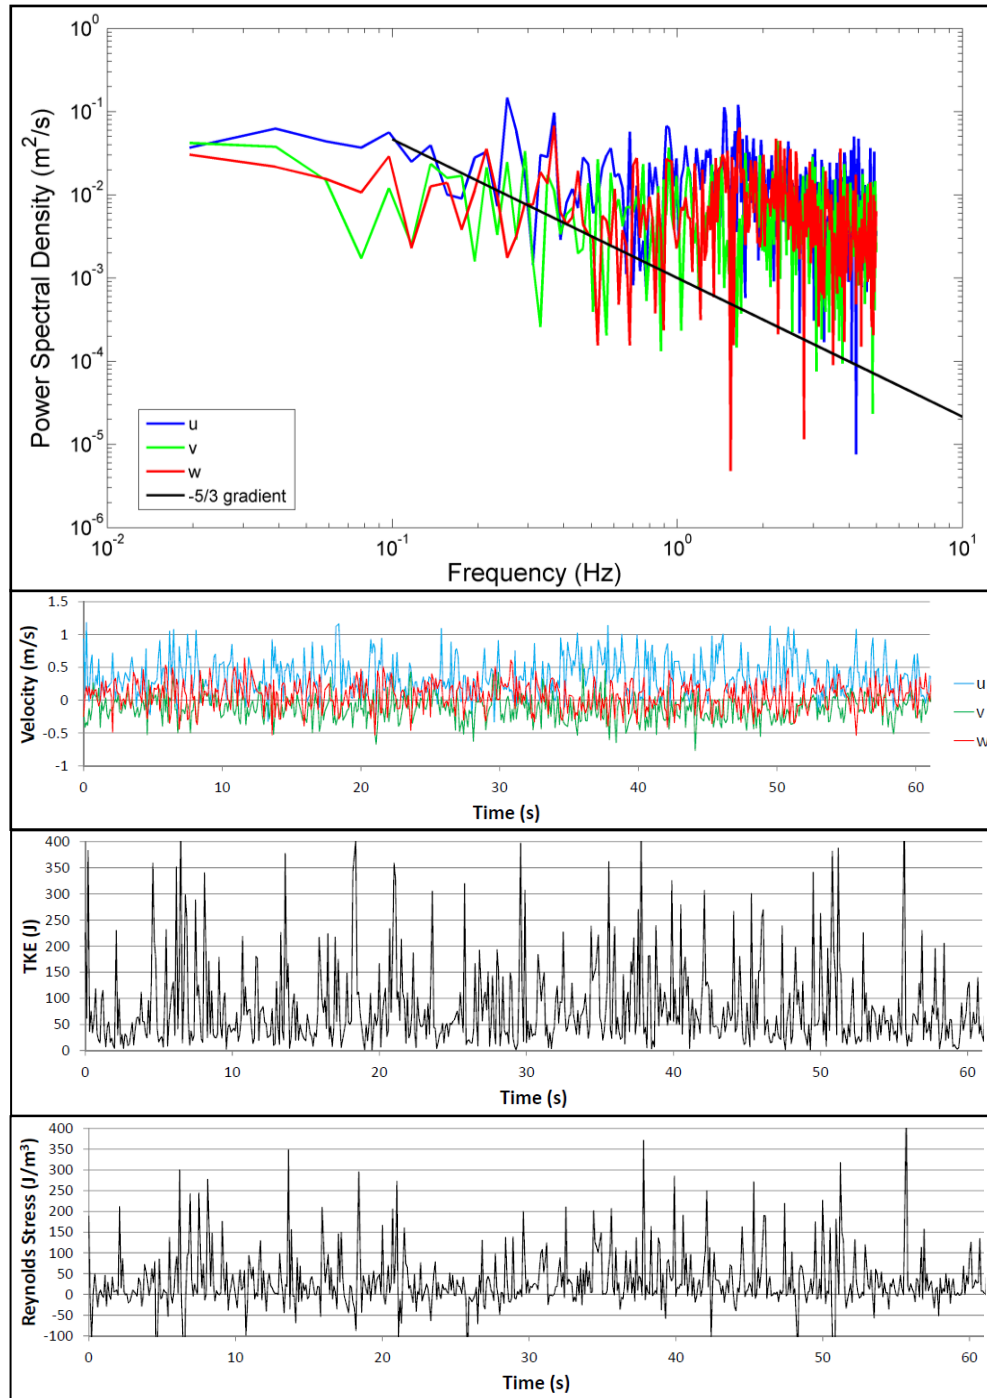 10^0
10^-1
10^-2
10^-3
10^-4
10^-5
10^-6
Power Spectral Density (m²/s)
u
v
w
-5/3 gradient
10^-2 10^-1 10^0 10^1
Frequency (Hz)
1.5
1
0.5
0
-0.5
-1
Velocity (m/s)
0 10 20 30 40 50 60
Time (s)
u
v
w
400
350
300
250
200
150
100
50
0
TKE (J)
0 10 20 30 40 50 60
Time (s)
400
350
300
250
200
150
100
50
0
-50
-100
Reynolds Stress (J/m³)
0 10 20 30 40 50 60
Time (s)